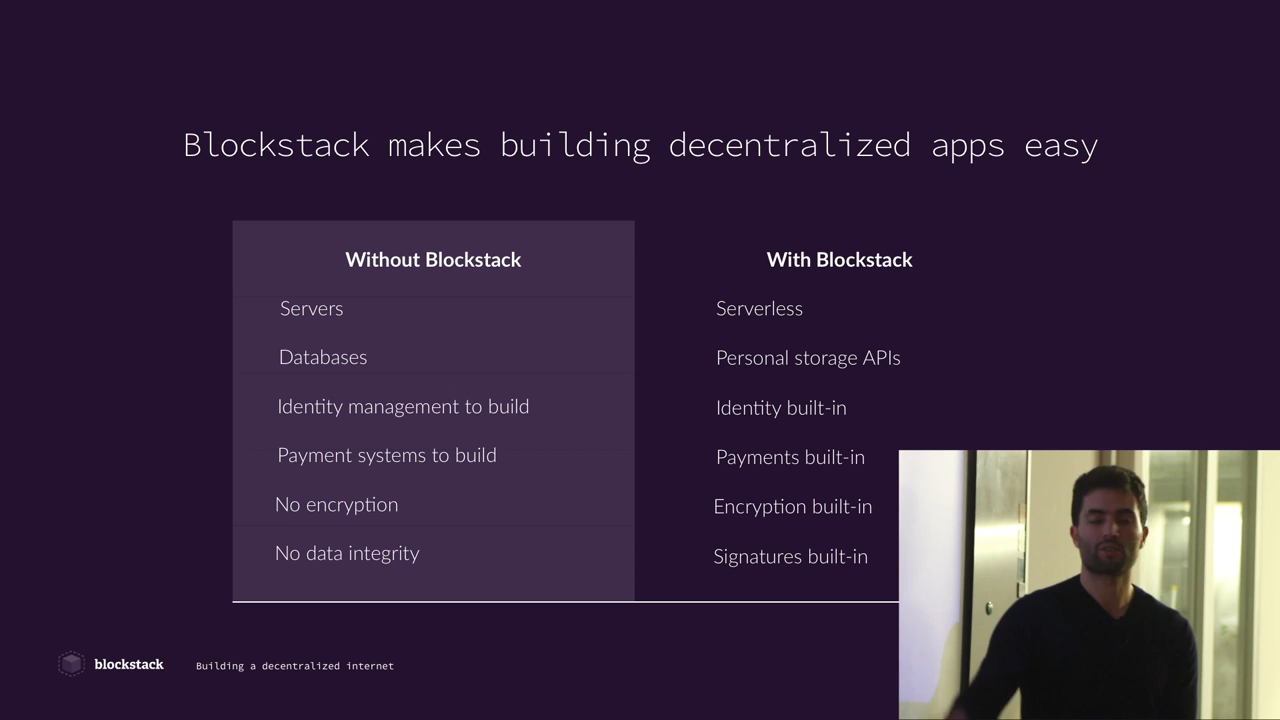 Blockstack makes building decentralized apps easy
Without Blockstack
Servers
Databases
Identity management to build
Payment systems to build
No encryption
No data integrity
With Blockstack
Serverless
Personal storage APIs
Identity built-in
Payments built-in
Encryption built-in
Signatures built-in
blockstack
Building a decentralized internet